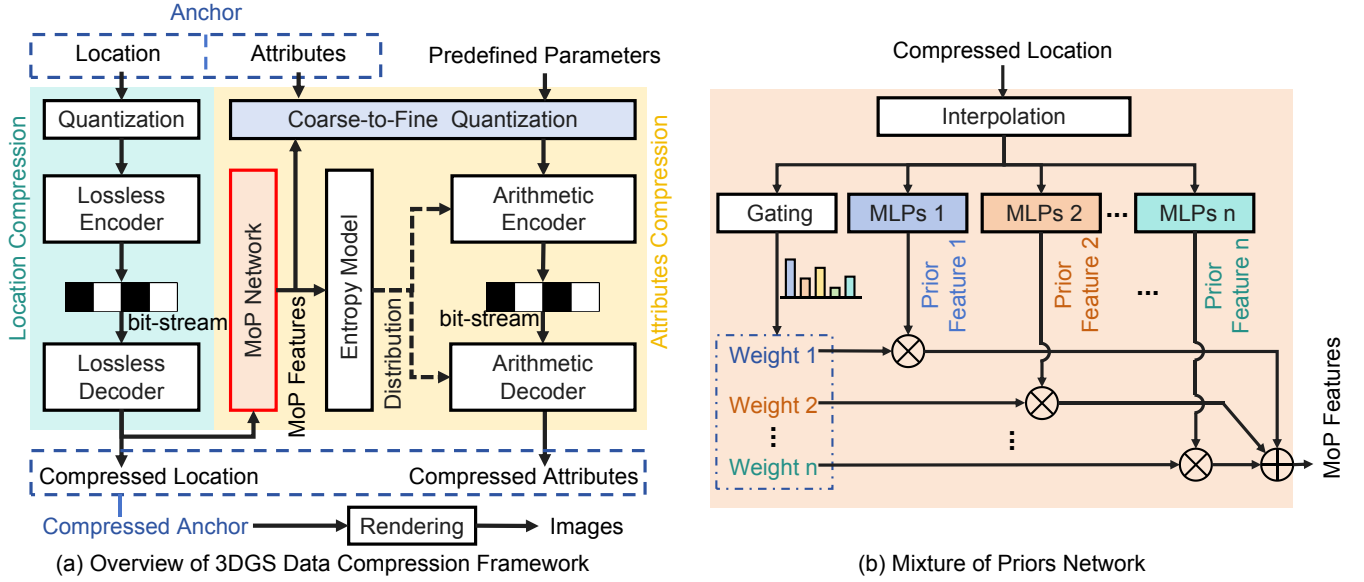 Anchor
Location
Attributes
Predefined Parameters
Location Compression
Quantization
Coarse-to-Fine Quantization
Lossless
Encoder
bit-stream
Lossless
Decoder
MoP Network
MoP Features
Entropy Model
Distribution
Arithmetic
Encoder
bit-stream
Arithmetic
Decoder
Attributes Compression
Compressed Location
Compressed Attributes
Compressed Anchor
Rendering
Images
(a) Overview of 3DGS Data Compression Framework
Compressed Location
Interpolation
Gating
MLPs 1
MLPs 2
...
MLPs n
Prior
Feature 1
Prior
Feature 2
...
Prior
Feature n
Weight 1
Weight 2
...
...
Weight n
MoP Features
(b) Mixture of Priors Network